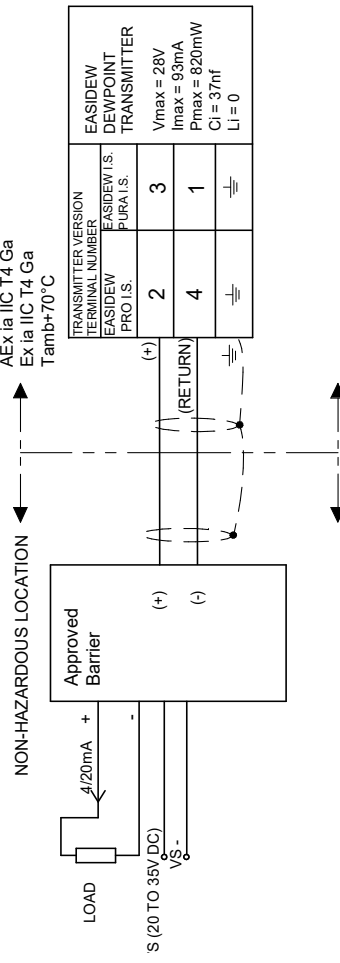 NON-HAZARDOUS LOCATION
AEx ia IIC T4 Ga
Ex ia IIC T4 Ga
Tamb+70°C
LOAD
4/20mA
+
-
VS (20 TO 35V DC)
VS -
Approved
Barrier
(+)
(-)
(+)
(RETURN)
TRANSMITTER VERSION
TERMINAL NUMBER
EASIDEW
PRO I.S.
EASIDEW I.S.
PURA I.S.
2
3
4
1
EASIDEW
DEWPOINT
TRANSMITTER
Vmax = 28V
Imax = 93mA
Pmax = 820mW
Ci = 37nf
Li = 0